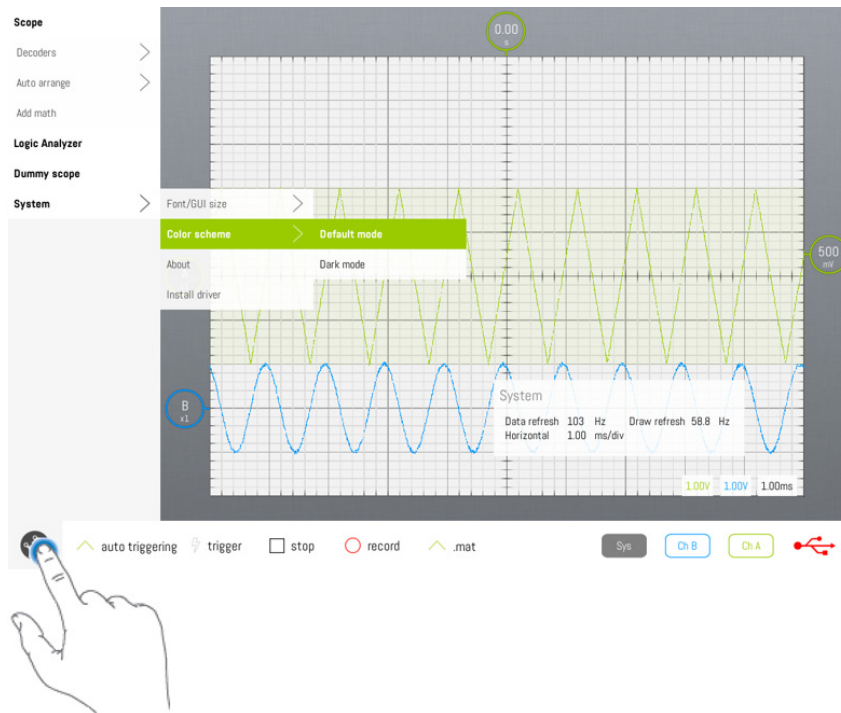 Scope
Decoders
Auto arrange
Add math
Logic Analyzer
Dummy scope
System
Font/GUI size
Color scheme
Default mode
About
Dark mode
Install driver
0.00
s
500
mV
B
x1
System
Data refresh 103 Hz Draw refresh 58.8 Hz
Horizontal 1.00 ms/div
1.00V 1.00V 1.00ms
auto triggering trigger stop record .mat Sys Ch B Ch A